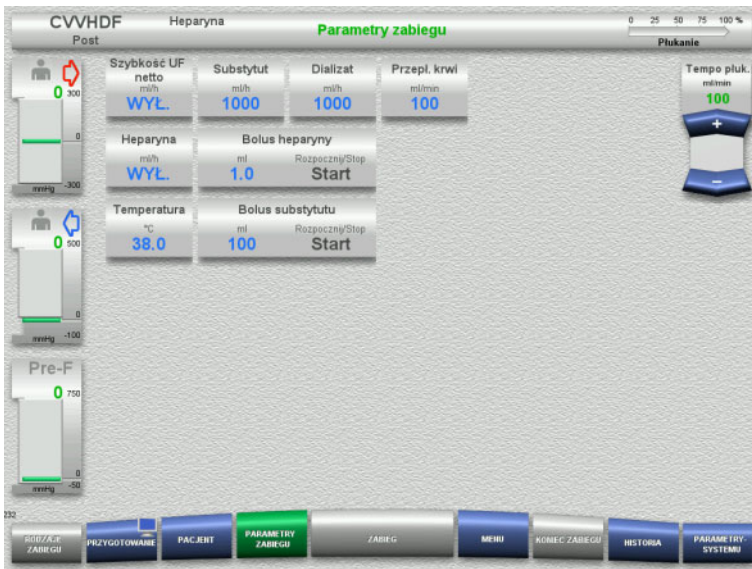 CVVHDF
Heparyna
Post
Parametry zabiegu
0 25 50 75 100 %
Płukanie
0 300
0
mmHg -300
Szybkość UF netto
ml/h
WYŁ.
Substytut
ml/h
1000
Dializat
ml/h
1000
Przepł. krwi
ml/min
100
Tempo płuk.
ml/min
100
+
−
Heparyna
ml/h
WYŁ.
Bolus heparyny
ml Rozpocznij/Stop
1.0 Start
Temperatura
°C
38.0
Bolus substytutu
ml Rozpocznij/Stop
100 Start
0 500
0
mmHg -100
Pre-F
0 750
0
mmHg -50
232
RODZAJE ZABIEGU
PRZYGOTOWANIE
PACJENT
PARAMETRY ZABIEGU
ZABIEG
MENU
KONIEC ZABIEGU
HISTORIA
PARAMETRY-SYSTEMU